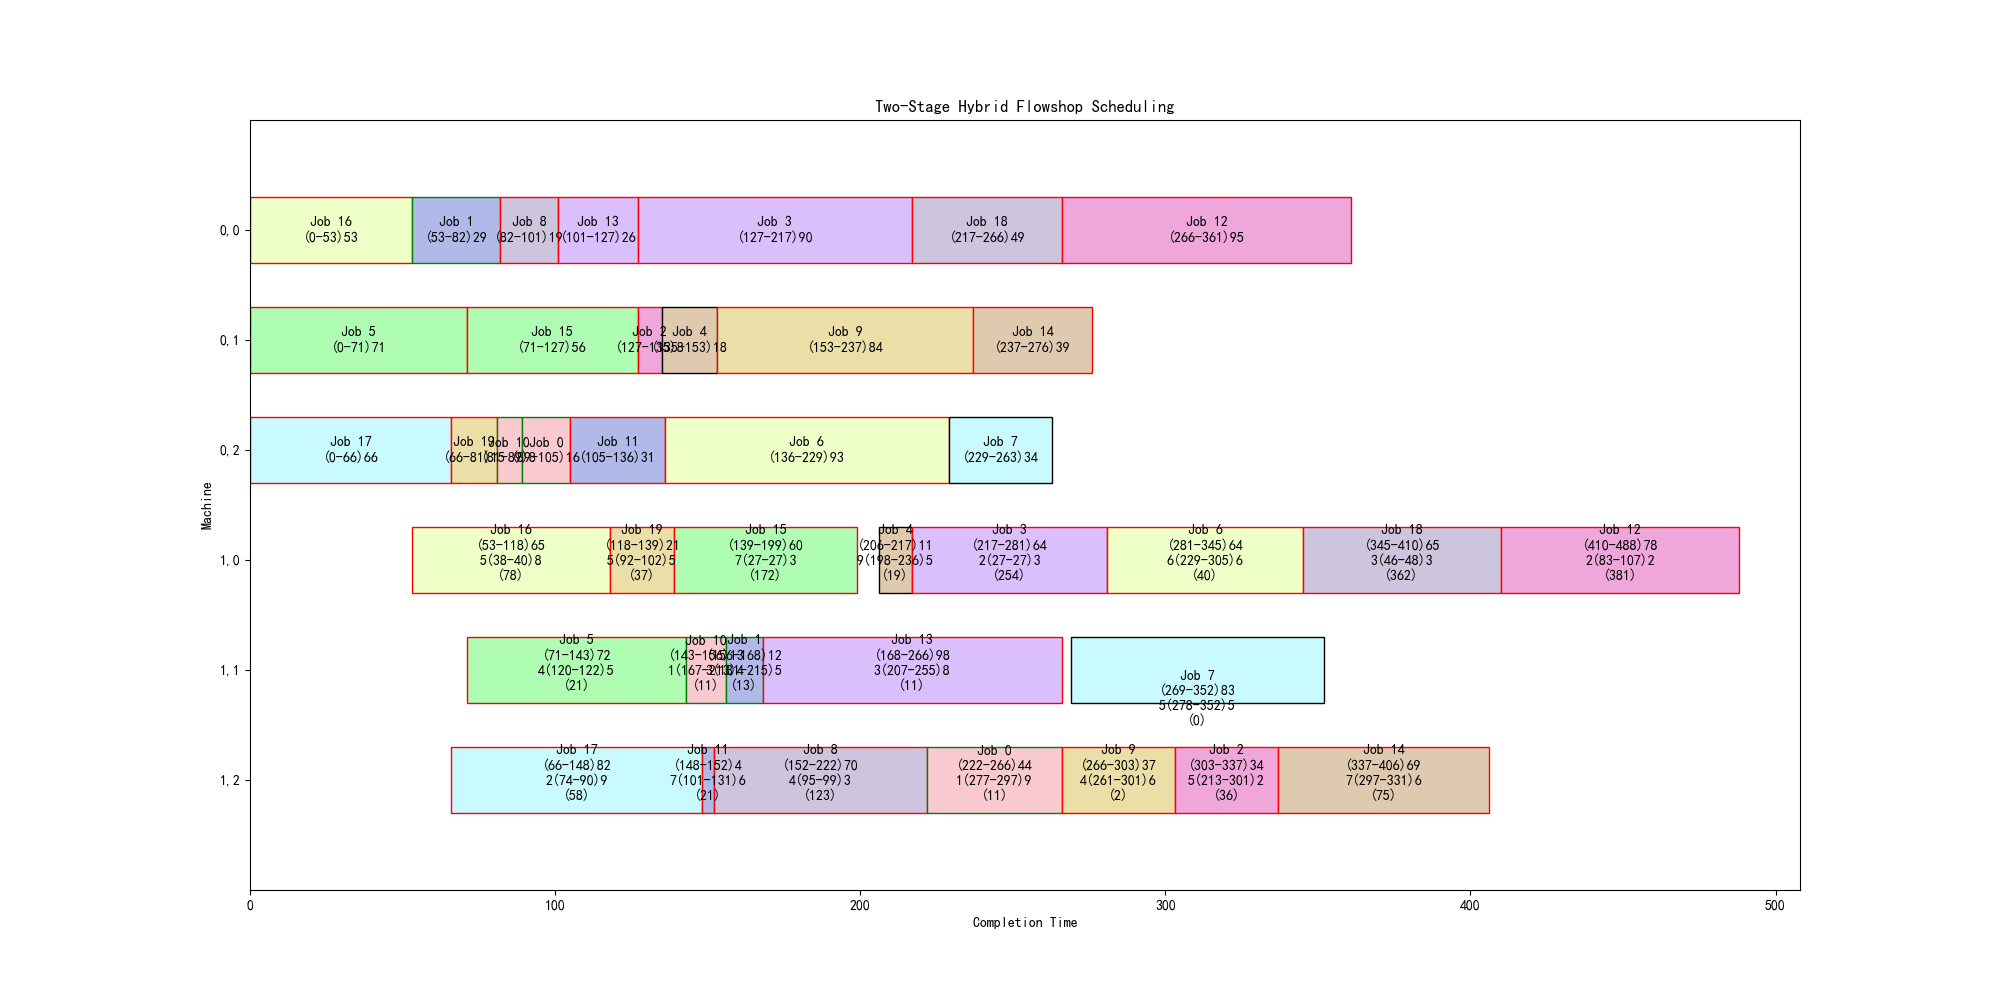 Two-Stage Hybrid Flowshop Scheduling
Machine
0,0
Job 16
(0-53)53
Job 1
(53-82)29
Job 8
(82-101)19
Job 13
(101-127)26
Job 3
(127-217)90
Job 18
(217-266)49
Job 12
(266-361)95
0,1
Job 5
(0-71)71
Job 15
(71-127)56
Job 2
(127-135)8
Job 4
(135-153)18
Job 9
(153-237)84
Job 14
(237-276)39
0,2
Job 17
(0-66)66
Job 19
(66-81)15
Job 10
(81-89)8
Job 0
(89-105)16
Job 11
(105-136)31
Job 6
(136-229)93
Job 7
(229-263)34
1,0
Job 16
(53-118)65
5(38-40)8
(78)
Job 19
(118-139)21
5(92-102)5
(37)
Job 15
(139-199)60
7(27-27)3
(172)
Job 4
(206-217)11
9(198-236)5
(19)
Job 3
(217-281)64
2(27-27)3
(254)
Job 6
(281-345)64
6(229-305)6
(40)
Job 18
(345-410)65
3(46-48)3
(362)
Job 12
(410-488)78
2(83-107)2
(381)
1,1
Job 5
(71-143)72
4(120-122)5
(21)
Job 10
(143-156)13
(11)
Job 1
(156-168)12
(13)
Job 13
(168-266)98
3(207-255)8
(11)
Job 7
(269-352)83
5(278-352)5
(0)
1,2
Job 17
(66-148)82
2(74-90)9
(58)
Job 11
(148-152)4
7(101-131)6
(21)
Job 8
(152-222)70
4(95-99)3
(123)
Job 0
(222-266)44
1(277-297)9
(11)
Job 9
(266-303)37
4(261-301)6
(2)
Job 2
(303-337)34
5(213-301)2
(36)
Job 14
(337-406)69
7(297-331)6
(75)
0
100
200
300
400
500
Completion Time